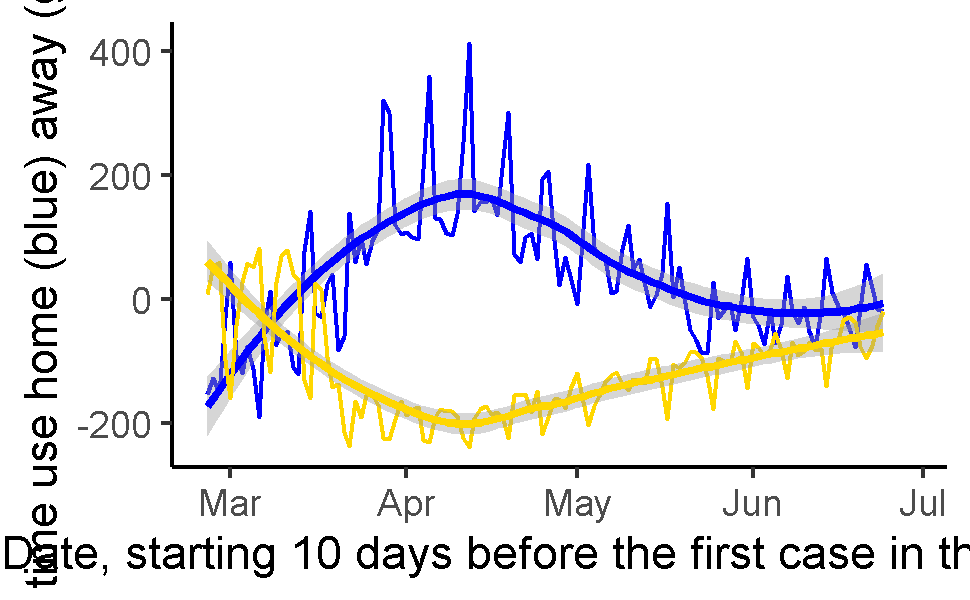 time use home (blue) away (
400
200
0
-200
Mar Apr May Jun Jul
Date, starting 10 days before the first case in th